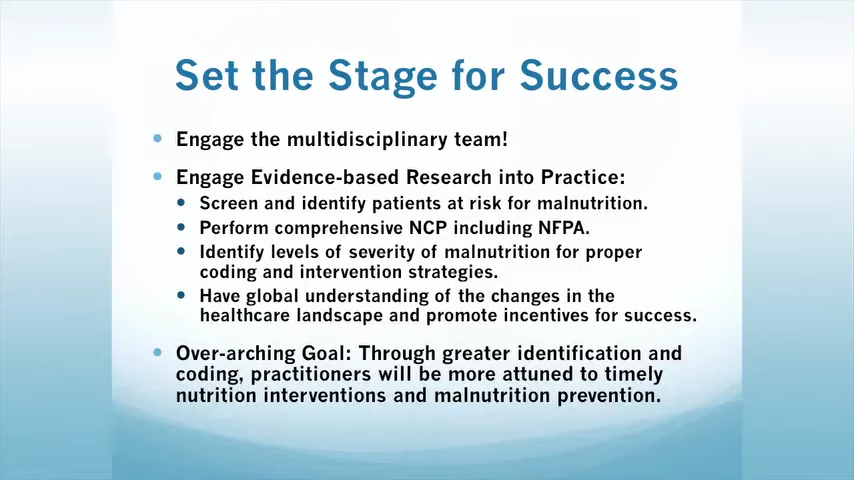 Set the Stage for Success
• Engage the multidisciplinary team!
• Engage Evidence-based Research into Practice:
• Screen and identify patients at risk for malnutrition.
• Perform comprehensive NCP including NFPA.
• Identify levels of severity of malnutrition for proper
coding and intervention strategies.
• Have global understanding of the changes in the
healthcare landscape and promote incentives for success.
• Over-arching Goal: Through greater identification and
coding, practitioners will be more attuned to timely
nutrition interventions and malnutrition prevention.